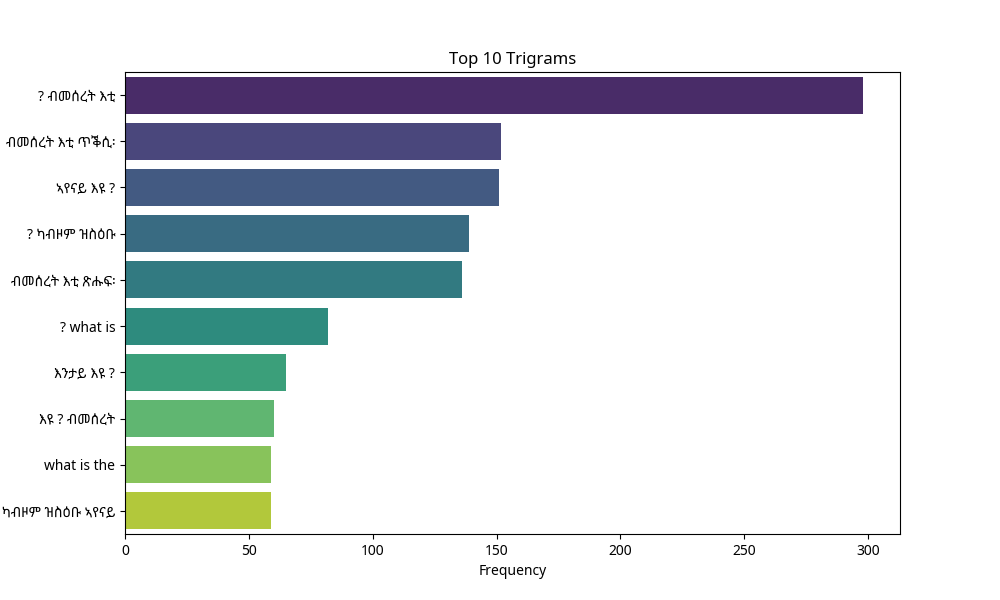 Top 10 Trigrams
? ብመሰረት እቲ
ብመሰረት እቲ ጥቕሲ፡
ኣየናይ እዩ ?
? ካብዞም ዝስዕቡ
ብመሰረት እቲ ጽሑፍ፡
? what is
እንታይ እዩ ?
እዩ ? ብመሰረት
what is the
ካብዞም ዝስዕቡ ኣየናይ
0 50 100 150 200 250 300
Frequency